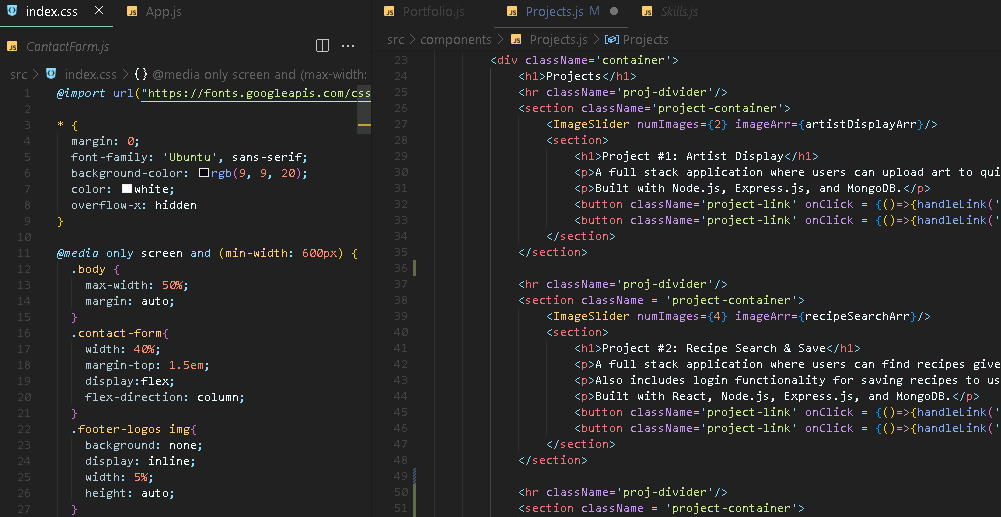 index.css
App.js
ContactForm.js
src > index.css > {} @media only screen and (max-width:
1 @import url("https://fonts.googleapis.com/css
2
3 * {
4 margin: 0;
5 font-family: 'Ubuntu', sans-serif;
6 background-color: rgb(9, 9, 20);
7 color: white;
8 overflow-x: hidden
9 }
10
11 @media only screen and (min-width: 600px) {
12 .body {
13 max-width: 50%;
14 margin: auto;
15 }
16 .contact-form{
17 width: 40%;
18 margin-top: 1.5em;
19 display:flex;
20 flex-direction: column;
21 }
22 .footer-logos img{
23 background: none;
24 display: inline;
25 width: 5%;
26 height: auto;
27 }
Portfolio.js
Projects.js M
Skills.js
src > components > Projects.js > Projects
23 <div className='container'>
24 <h1>Projects</h1>
25 <hr className='proj-divider'/>
26 <section className='project-container'>
27 <ImageSlider numImages={2} imageArr={artistDisplayArr}/>
28 <section>
29 <h1>Project #1: Artist Display</h1>
30 <p>A full stack application where users can upload art to qui
31 <p>Built with Node.js, Express.js, and MongoDB.</p>
32 <button className='project-link' onClick = {()=>{handleLink('
33 <button className='project-link' onClick = {()=>{handleLink('
34 </section>
35 </section>
36
37 <hr className='proj-divider'/>
38 <section className = 'project-container'>
39 <ImageSlider numImages={4} imageArr={recipeSearchArr}/>
40 <section>
41 <h1>Project #2: Recipe Search & Save</h1>
42 <p>A full stack application where users can find recipes give
43 <p>Also includes login functionality for saving recipes to us
44 <p>Built with React, Node.js, Express.js, and MongoDB.</p>
45 <button className='project-link' onClick = {()=>{handleLink('
46 <button className='project-link' onClick = {()=>{handleLink('
47 </section>
48 </section>
49
50 <hr className='proj-divider'/>
51 <section className = 'project-container'>